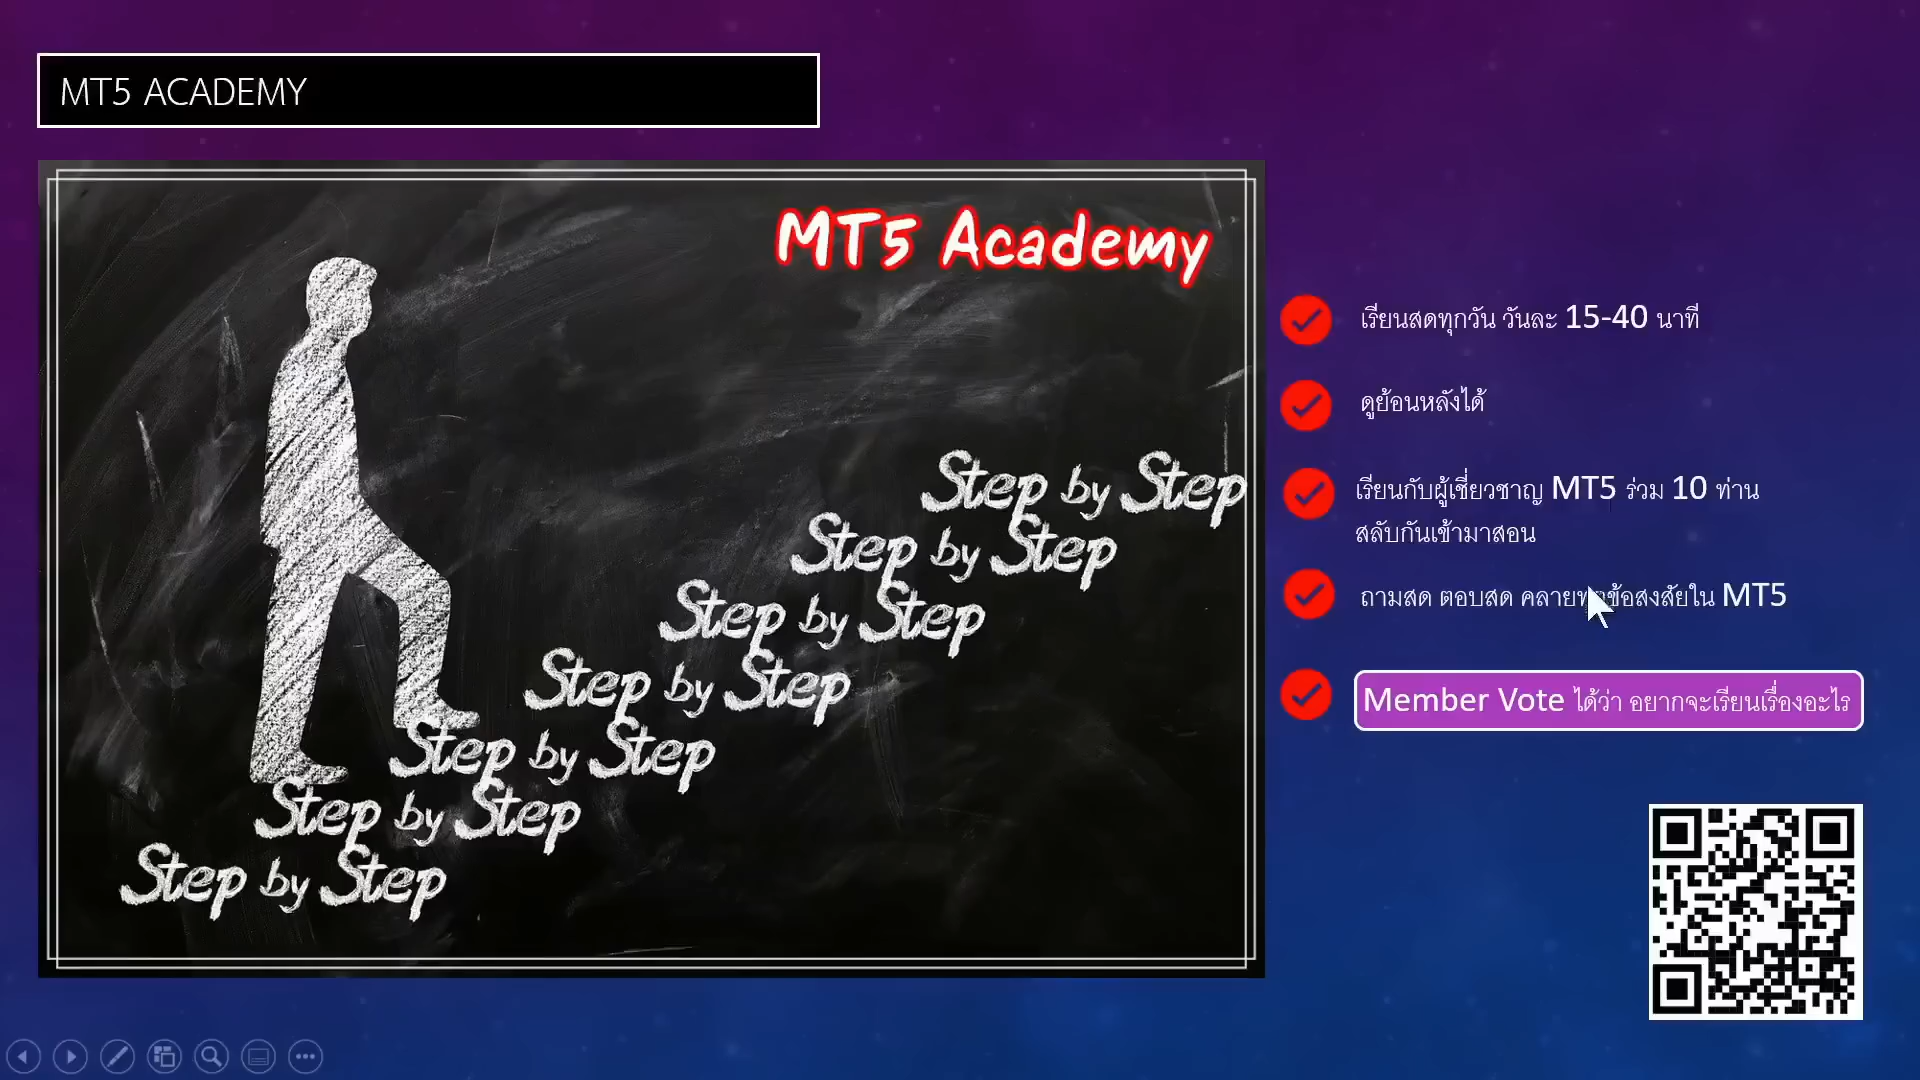 MT5 ACADEMY
MT5 Academy
Step by Step
Step by Step
Step by Step
Step by Step
Step by Step
Step by Step
Step by Step
เรียนสดทุกวัน วันละ 15-40 นาที
ดูย้อนหลังได้
เรียนกับผู้เชี่ยวชาญ MT5 ร่วม 10 ท่าน
สลับกันเข้ามาสอน
ถามสด ตอบสด คลายทุกข้อสงสัยใน MT5
Member Vote ได้ว่า อยากจะเรียนเรื่องอะไร